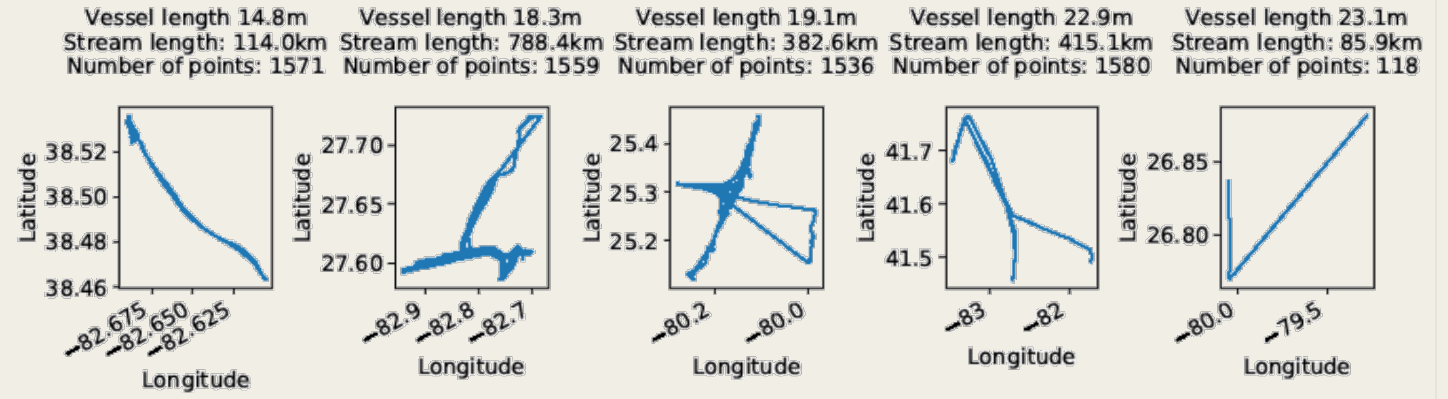 Vessel length 14.8m
Stream length: 114.0km
Number of points: 1571
Latitude
38.52
38.50
38.48
38.46
−82.675
−82.650
−82.625
Longitude
Vessel length 18.3m
Stream length: 788.4km
Number of points: 1559
Latitude
27.70
27.65
27.60
−82.9
−82.8
−82.7
Longitude
Vessel length 19.1m
Stream length: 382.6km
Number of points: 1536
Latitude
25.4
25.3
25.2
−80.2
−80.0
Longitude
Vessel length 22.9m
Stream length: 415.1km
Number of points: 1580
Latitude
41.7
41.6
41.5
−83
−82
Longitude
Vessel length 23.1m
Stream length: 85.9km
Number of points: 118
Latitude
26.85
26.80
−80.0
−79.5
Longitude